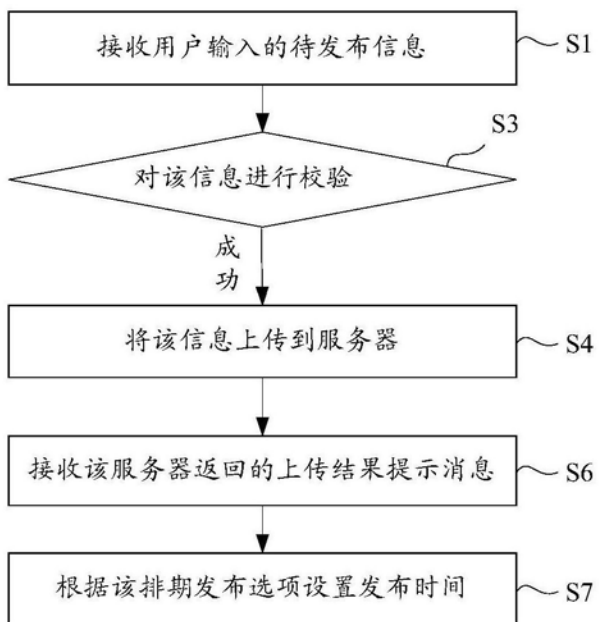 接收用户输入的待发布信息
S1
S3
对该信息进行校验
成
功
将该信息上传到服务器
S4
接收该服务器返回的上传结果提示消息
S6
根据该排期发布选项设置发布时间
S7